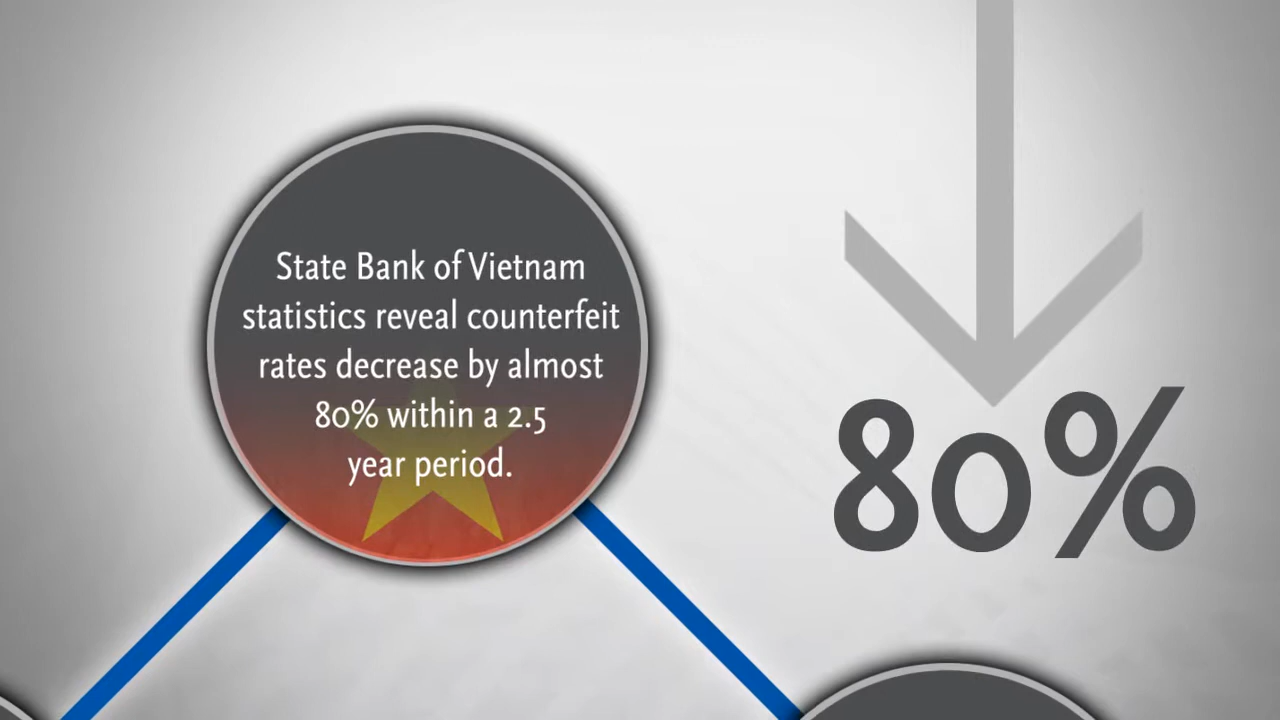 State Bank of Vietnam
statistics reveal counterfeit
rates decrease by almost
80% within a 2.5
year period.
80%